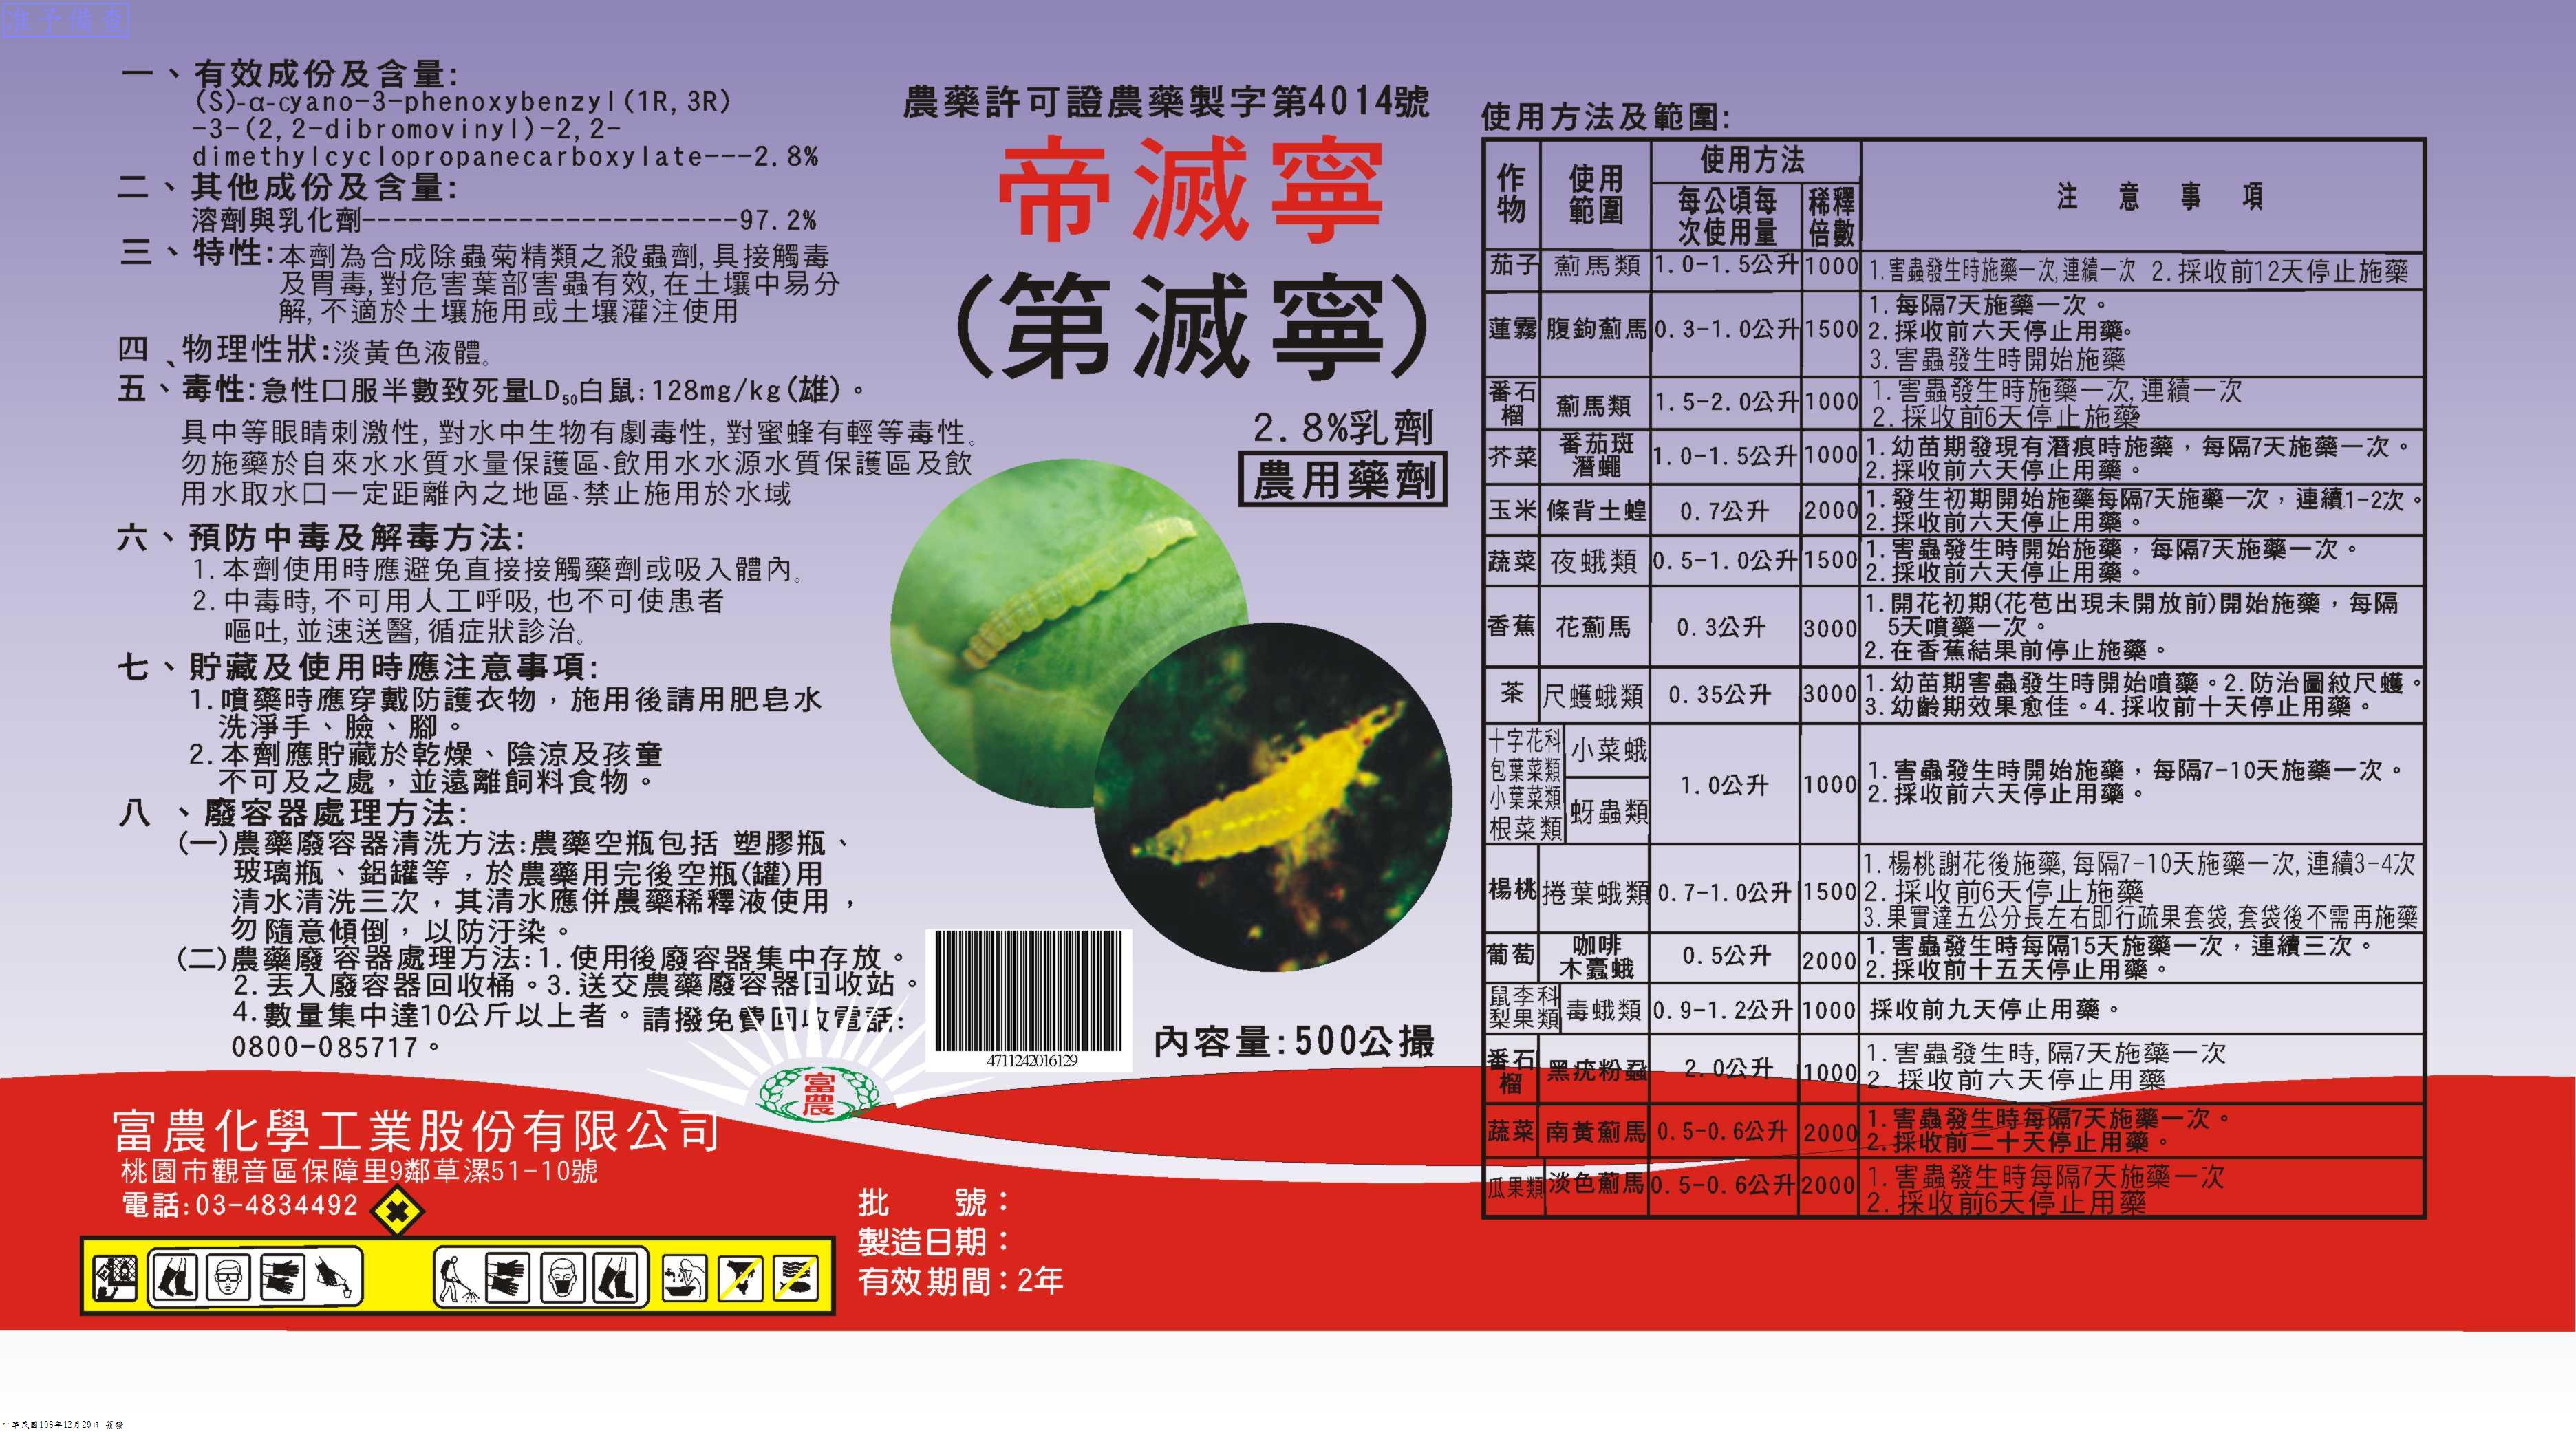 准予備查
一、有效成份及含量:
(S)-α-cyano-3-phenoxybenzyl(1R,3R)
-3-(2,2-dibromovinyl)-2,2-
dimethylcyclopropanecarboxylate---2.8%
二、其他成份及含量:
溶劑與乳化劑------------------------97.2%
三、特性:本劑為合成除蟲菊精類之殺蟲劑,具接觸毒
及胃毒,對危害葉部害蟲有效,在土壤中易分
解,不適於土壤施用或土壤灌注使用
四、物理性狀:淡黃色液體。
五、毒性:急性口服半數致死量LD50白鼠:128mg/kg(雄)。
具中等眼睛刺激性,對水中生物有劇毒性,對蜜蜂有輕等毒性。
勿施藥於自來水水質水量保護區、飲用水水源水質保護區及飲
用水取水口一定距離內之地區、禁止施用於水域
六、預防中毒及解毒方法:
1.本劑使用時應避免直接接觸藥劑或吸入體內。
2.中毒時,不可用人工呼吸,也不可使患者
嘔吐,並速送醫,循症狀診治。
七、貯藏及使用時應注意事項:
1.噴藥時應穿戴防護衣物，施用後請用肥皂水
洗淨手、臉、腳。
2.本劑應貯藏於乾燥、陰涼及孩童
不可及之處，並遠離飼料食物。
八、廢容器處理方法:
(一)農藥廢容器清洗方法:農藥空瓶包括 塑膠瓶、
玻璃瓶、鋁罐等，於農藥用完後空瓶(罐)用
清水清洗三次，其清水應併農藥稀釋液使用，
勿隨意傾倒，以防汙染。
(二)農藥廢 容器處理方法:1.使用後廢容器集中存放。
2.丟入廢容器回收桶。3.送交農藥廢容器回收站。
4.數量集中達10公斤以上者。請撥免費回收電話:
0800-085717。
富農
富農化學工業股份有限公司
桃園市觀音區保障里9鄰草漯51-10號
電話:03-4834492
農藥許可證農藥製字第4014號
帝滅寧
(第滅寧)
2.8%乳劑
農用藥劑
4711242016129
內容量:500公撮
批 號：
製造日期：
有效期間：2年
使用方法及範圍:
作物 使用範圍 使用方法 注意事項
每公頃每次使用量 稀釋倍數
茄子 薊馬類 1.0-1.5公升 1000 1.害蟲發生時施藥一次,連續一次 2.採收前12天停止施藥
蓮霧 腹鉤薊馬 0.3-1.0公升 1500 1.每隔7天施藥一次。
2.採收前六天停止用藥。
3.害蟲發生時開始施藥
番石榴 薊馬類 1.5-2.0公升 1000 1.害蟲發生時施藥一次,連續一次
2.採收前6天停止施藥
芥菜 番茄斑潛蠅 1.0-1.5公升 1000 1.幼苗期發現有潛痕時施藥，每隔7天施藥一次。
2.採收前六天停止用藥。
玉米 條背土蝗 0.7公升 2000 1.發生初期開始施藥每隔7天施藥一次，連續1-2次。
2.採收前六天停止用藥。
蔬菜 夜蛾類 0.5-1.0公升 1500 1.害蟲發生時開始施藥，每隔7天施藥一次。
2.採收前六天停止用藥。
香蕉 花薊馬 0.3公升 3000 1.開花初期(花苞出現未開放前)開始施藥，每隔
5天噴藥一次。
2.在香蕉結果前停止施藥。
茶 尺蠖蛾類 0.35公升 3000 1.幼苗期害蟲發生時開始噴藥。2.防治圖紋尺蠖。
3.幼齡期效果愈佳。4.採收前十天停止用藥。
十字花科包葉菜類小葉菜類根菜類 小菜蛾 蚜蟲類 1.0公升 1000 1.害蟲發生時開始施藥，每隔7-10天施藥一次。
2.採收前六天停止用藥。
楊桃 捲葉蛾類 0.7-1.0公升 1500 1.楊桃謝花後施藥,每隔7-10天施藥一次,連續3-4次
2.採收前6天停止施藥
3.果實達五公分長左右即行疏果套袋,套袋後不需再施藥
葡萄 咖啡木蠹蛾 0.5公升 2000 1.害蟲發生時每隔15天施藥一次，連續三次。
2.採收前十五天停止用藥。
鼠李科梨果類 毒蛾類 0.9-1.2公升 1000 採收前九天停止用藥。
番石榴 黑疣粉蝨 2.0公升 1000 1.害蟲發生時,隔7天施藥一次
2.採收前六天停止用藥
蔬菜 南黃薊馬 0.5-0.6公升 2000 1.害蟲發生時每隔7天施藥一次。
2.採收前二十天停止用藥。
瓜果類 淡色薊馬 0.5-0.6公升 2000 1.害蟲發生時每隔7天施藥一次
2.採收前6天停止用藥
中華民國106年12月29日 簽發